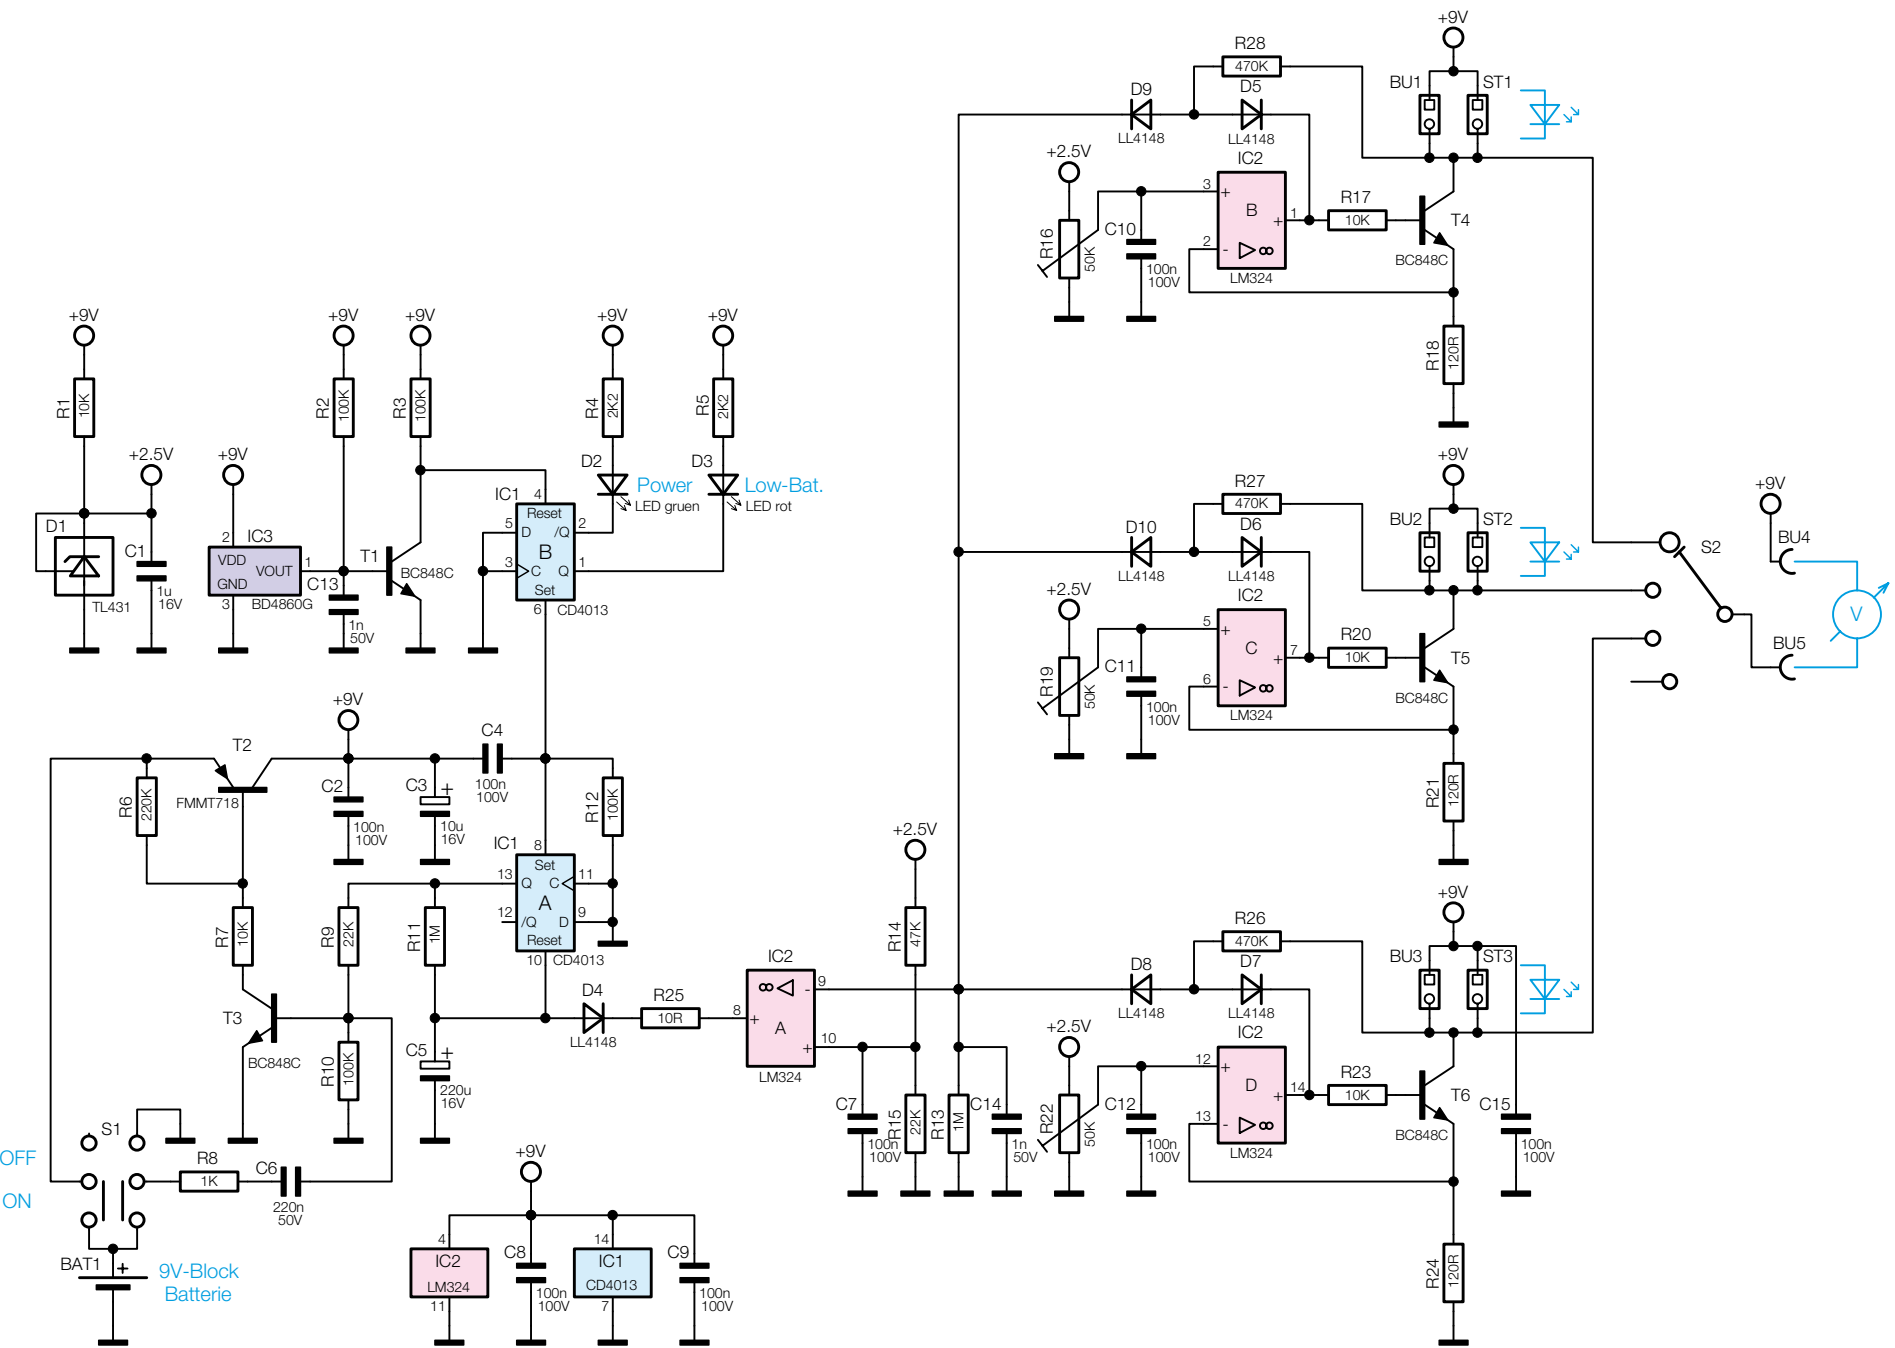 +9V
R28
470K
D9
LL4148
D5
LL4148
BU1
ST1
+2.5V
IC2
3
+
B
+
1
2
-
▷∞
LM324
R16
50K
C10
100n
100V
R17
10K
T4
BC848C
R18
120R
+9V
R1
10K
+2.5V
D1
TL431
C1
1u
16V
+9V
2
IC3
VDD
VOUT
1
GND
3
BD4860G
+9V
R2
100K
C13
1n
50V
+9V
R3
100K
T1
BC848C
+9V
R4
2K2
D2
Power
LED gruen
+9V
R5
2K2
D3
Low-Bat.
LED rot
IC1
4
Reset
5
D
/Q
2
B
3
C
Q
1
Set
6
CD4013
+9V
R27
470K
D10
LL4148
D6
LL4148
BU2
ST2
+2.5V
IC2
5
+
C
+
7
6
-
▷∞
LM324
R19
50K
C11
100n
100V
R20
10K
T5
BC848C
R21
120R
S2
+9V
BU4
V
BU5
+9V
T2
FMMT718
R6
220K
C2
100n
100V
C3
+
10u
16V
C4
100n
100V
R12
100K
IC1
8
Set
13
Q
C
11
A
12
/Q
D
9
Reset
10
CD4013
R7
10K
R9
22K
R11
1M
T3
BC848C
R10
100K
C5
+
220u
16V
D4
LL4148
R25
10R
IC2
∞◁
-
9
8
+
A
+
10
LM324
+2.5V
R14
47K
C7
100n
100V
R15
22K
R13
1M
C14
1n
50V
+9V
R26
470K
D8
LL4148
D7
LL4148
BU3
ST3
+2.5V
IC2
12
+
D
+
14
13
-
▷∞
LM324
R22
50K
C12
100n
100V
R23
10K
T6
BC848C
C15
100n
100V
R24
120R
S1
OFF
ON
R8
1K
C6
220n
50V
BAT1
+
9V-Block
Batterie
+9V
4
IC2
LM324
11
C8
100n
100V
14
IC1
CD4013
7
C9
100n
100V